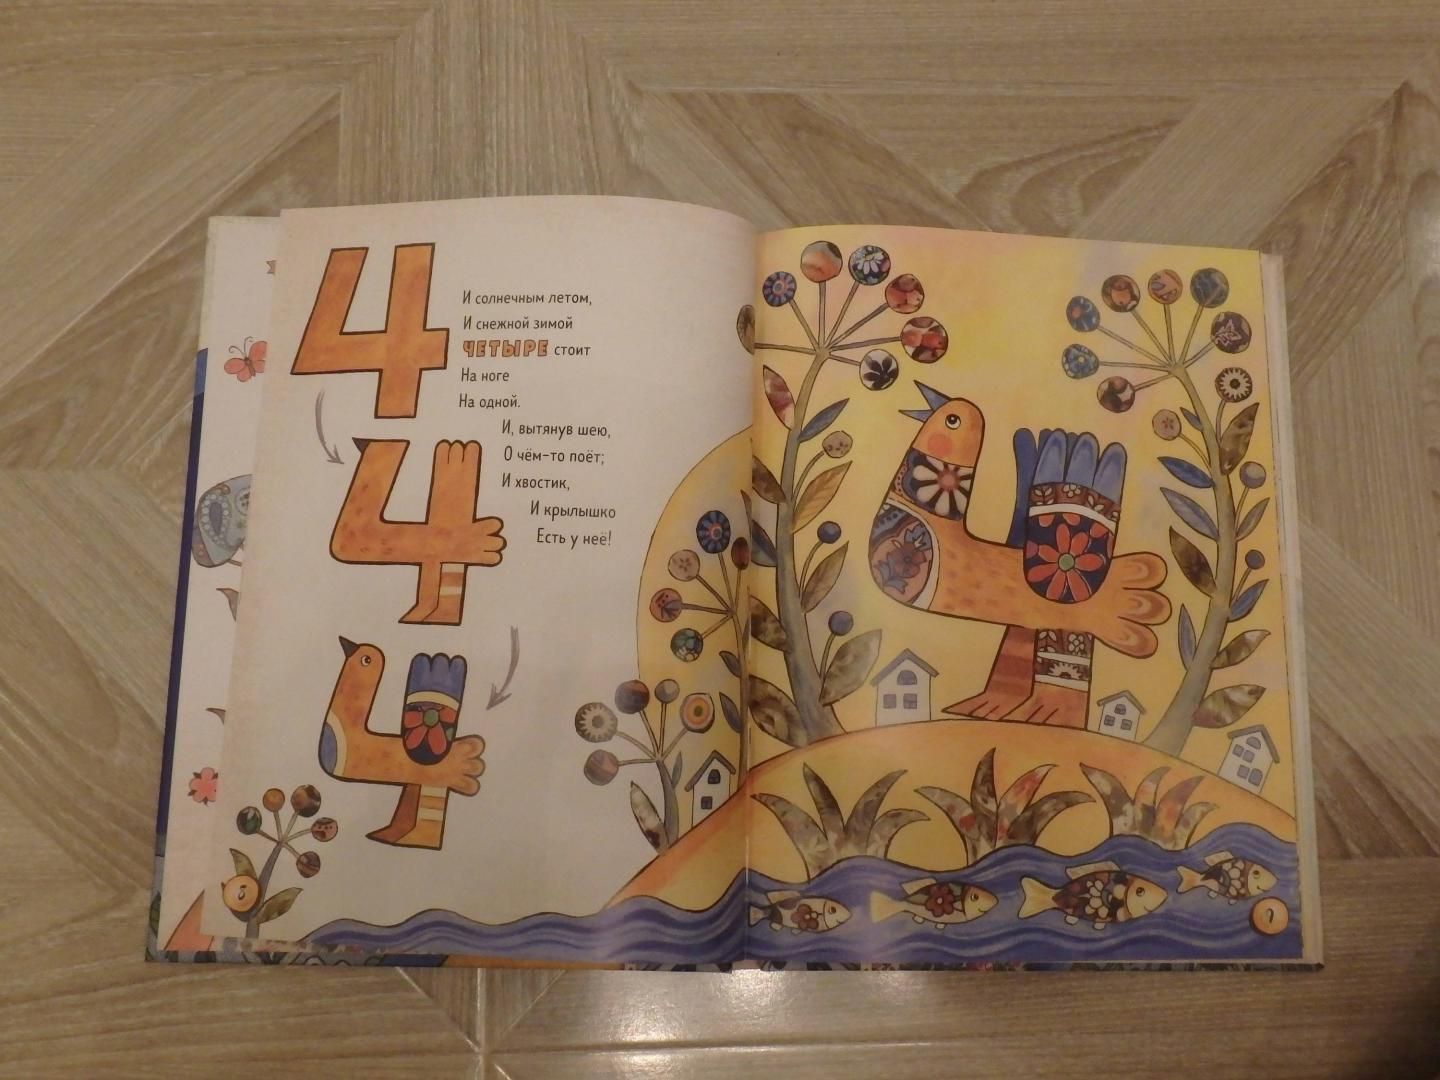 4
И солнечным летом,
И снежной зимой
ЧЕТЫРЕ стоит
На ноге
На одной.
И, вытянув шею,
О чём-то поёт;
И хвостик,
И крылышко
Есть у неё!